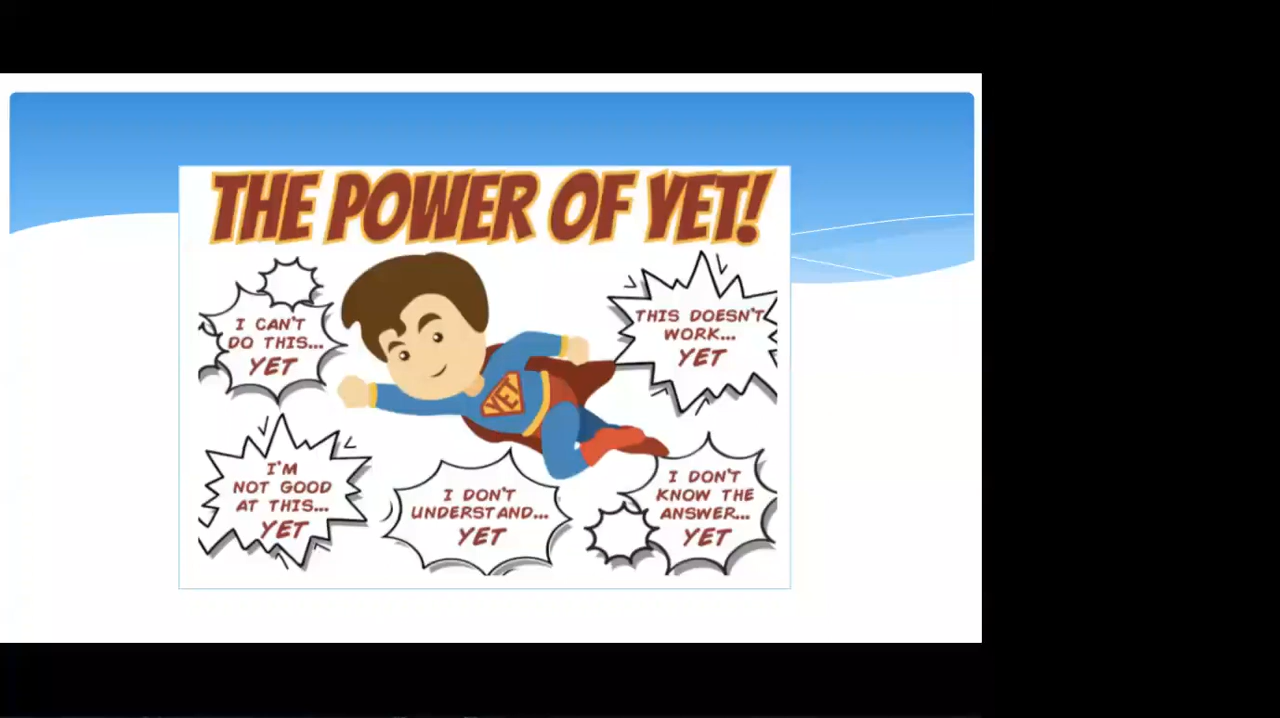 THE POWER OF YET!
I CAN'T
DO THIS...
YET
THIS DOESN'T
WORK...
YET
YET
I'M
NOT GOOD
AT THIS...
YET
I DON'T
UNDERSTAND...
YET
I DON'T
KNOW THE
ANSWER...
YET